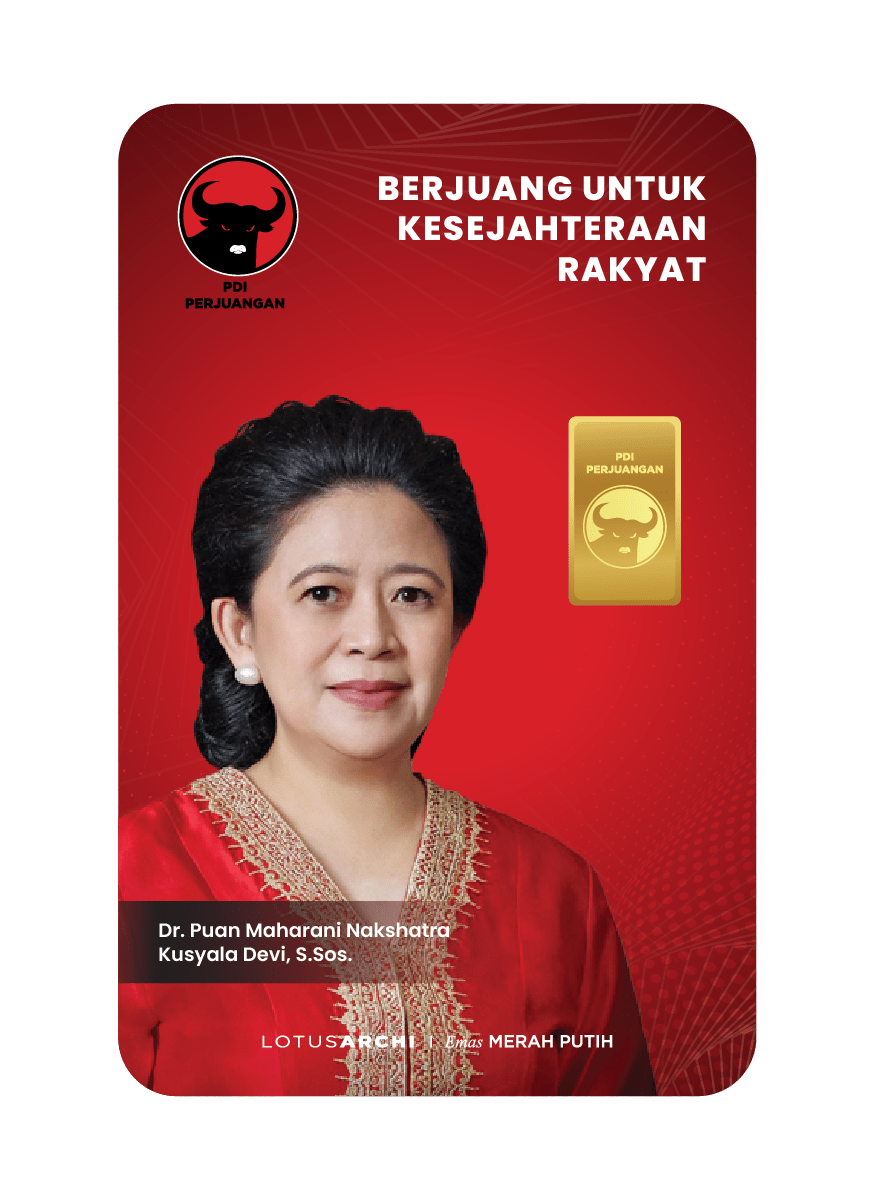 PDI
PERJUANGAN
BERJUANG UNTUK
KESEJAHTERAAN
RAKYAT
PDI
PERJUANGAN
Dr. Puan Maharani Nakshatra
Kusyala Devi, S.Sos.
LOTUSARCHI | Emas MERAH PUTIH